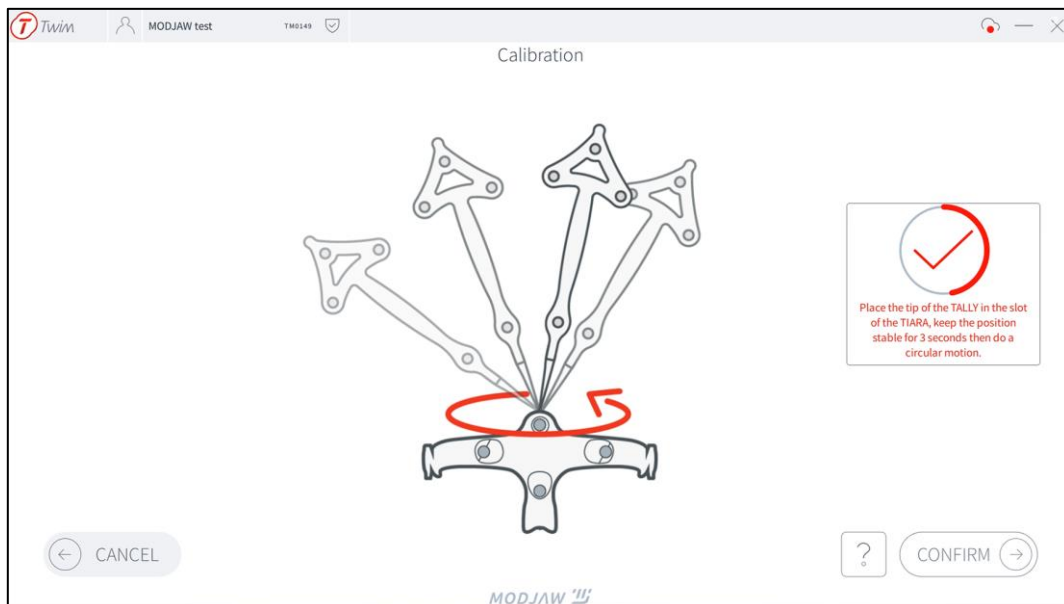 Twim MODJAW test TM0149
Calibration
Place the tip of the TALLY in the slot
of the TIARA, keep the position
stable for 3 seconds then do a
circular motion.
CANCEL
?
CONFIRM
MODJAW